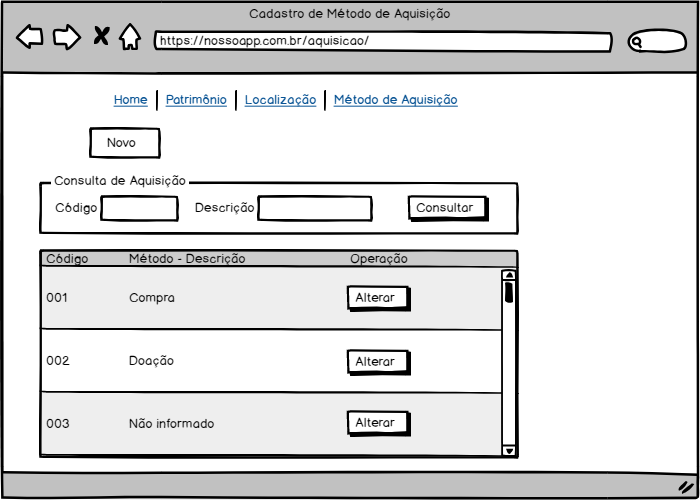 Cadastro de Método de Aquisição
https://nossoapp.com.br/aquisicao/
Home Patrimônio Localização Método de Aquisição
Novo
Consulta de Aquisição
Código Descrição Consultar
Código Método - Descrição Operação
001 Compra Alterar
002 Doação Alterar
003 Não informado Alterar